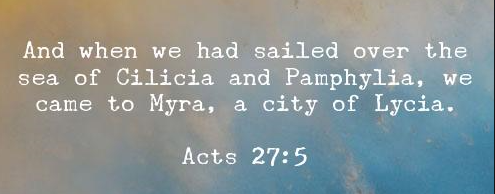 And when we had sailed over the
sea of Cilicia and Pamphylia, we
came to Myra, a city of Lycia.
Acts 27:5